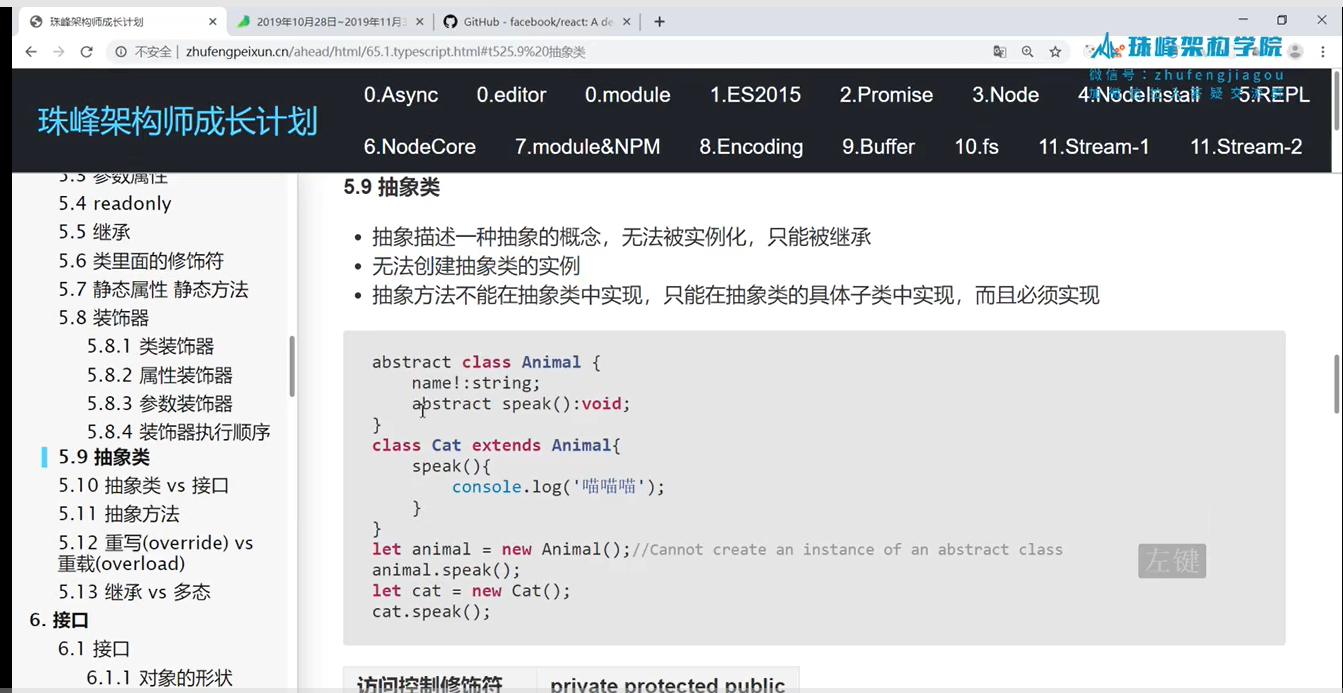 珠峰架构师成长计划
2019年10月28日~2019年11月3
GitHub - facebook/react: A de
不安全 | zhufengpeixun.cn/ahead/html/65.1.typescript.html#t525.9%20抽象类
珠峰架构学院
微信号：zhufengjiagou
珠峰架构师成长计划
0.Async 0.editor 0.module 1.ES2015 2.Promise 3.Node 4.NodeInstall 5.REPL
6.NodeCore 7.module&NPM 8.Encoding 9.Buffer 10.fs 11.Stream-1 11.Stream-2
5.3 参数属性
5.4 readonly
5.5 继承
5.6 类里面的修饰符
5.7 静态属性 静态方法
5.8 装饰器
5.8.1 类装饰器
5.8.2 属性装饰器
5.8.3 参数装饰器
5.8.4 装饰器执行顺序
5.9 抽象类
5.10 抽象类 vs 接口
5.11 抽象方法
5.12 重写(override) vs
重载(overload)
5.13 继承 vs 多态
6. 接口
6.1 接口
6.1.1 对象的形状
5.9 抽象类
• 抽象描述一种抽象的概念，无法被实例化，只能被继承
• 无法创建抽象类的实例
• 抽象方法不能在抽象类中实现，只能在抽象类的具体子类中实现，而且必须实现
abstract class Animal {
name!:string;
abstract speak():void;
}
class Cat extends Animal{
speak(){
console.log('喵喵喵');
}
}
let animal = new Animal();//Cannot create an instance of an abstract class
animal.speak();
let cat = new Cat();
cat.speak();
左键
访问控制修饰符 private protected public